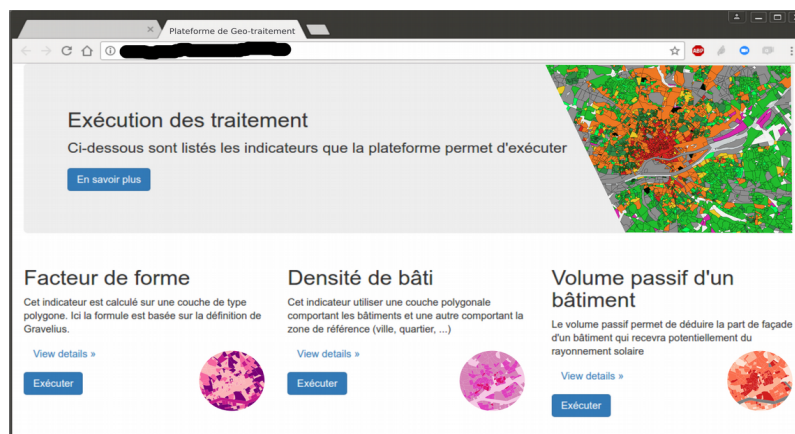 Plateforme de Geo-traitement
ABP
Exécution des traitement
Ci-dessous sont listés les indicateurs que la plateforme permet d'exécuter
En savoir plus
Facteur de forme
Cet indicateur est calculé sur une couche de type
polygone. Ici la formule est basée sur la définition de
Gravelius.
View details »
Exécuter
Densité de bâti
Cet indicateur utiliser une couche polygonale
comportant les bâtiments et une autre comportant la
zone de référence (ville, quartier, ...)
View details »
Exécuter
Volume passif d'un
bâtiment
Le volume passif permet de déduire la part de façade
d'un bâtiment qui recevra potentiellement du
rayonnement solaire
View details »
Exécuter